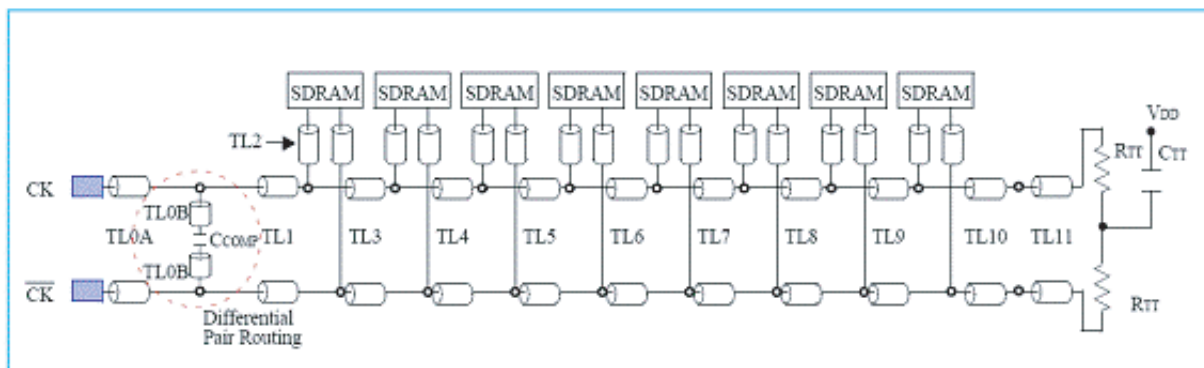 SDRAM SDRAM SDRAM SDRAM SDRAM SDRAM SDRAM SDRAM
VDD
TL2
RTT CTT
CK
TL0B
TL0A CCOMP TL1 TL3 TL4 TL5 TL6 TL7 TL8 TL9 TL10 TL11
TL0B
CK
RTT
Differential
Pair Routing